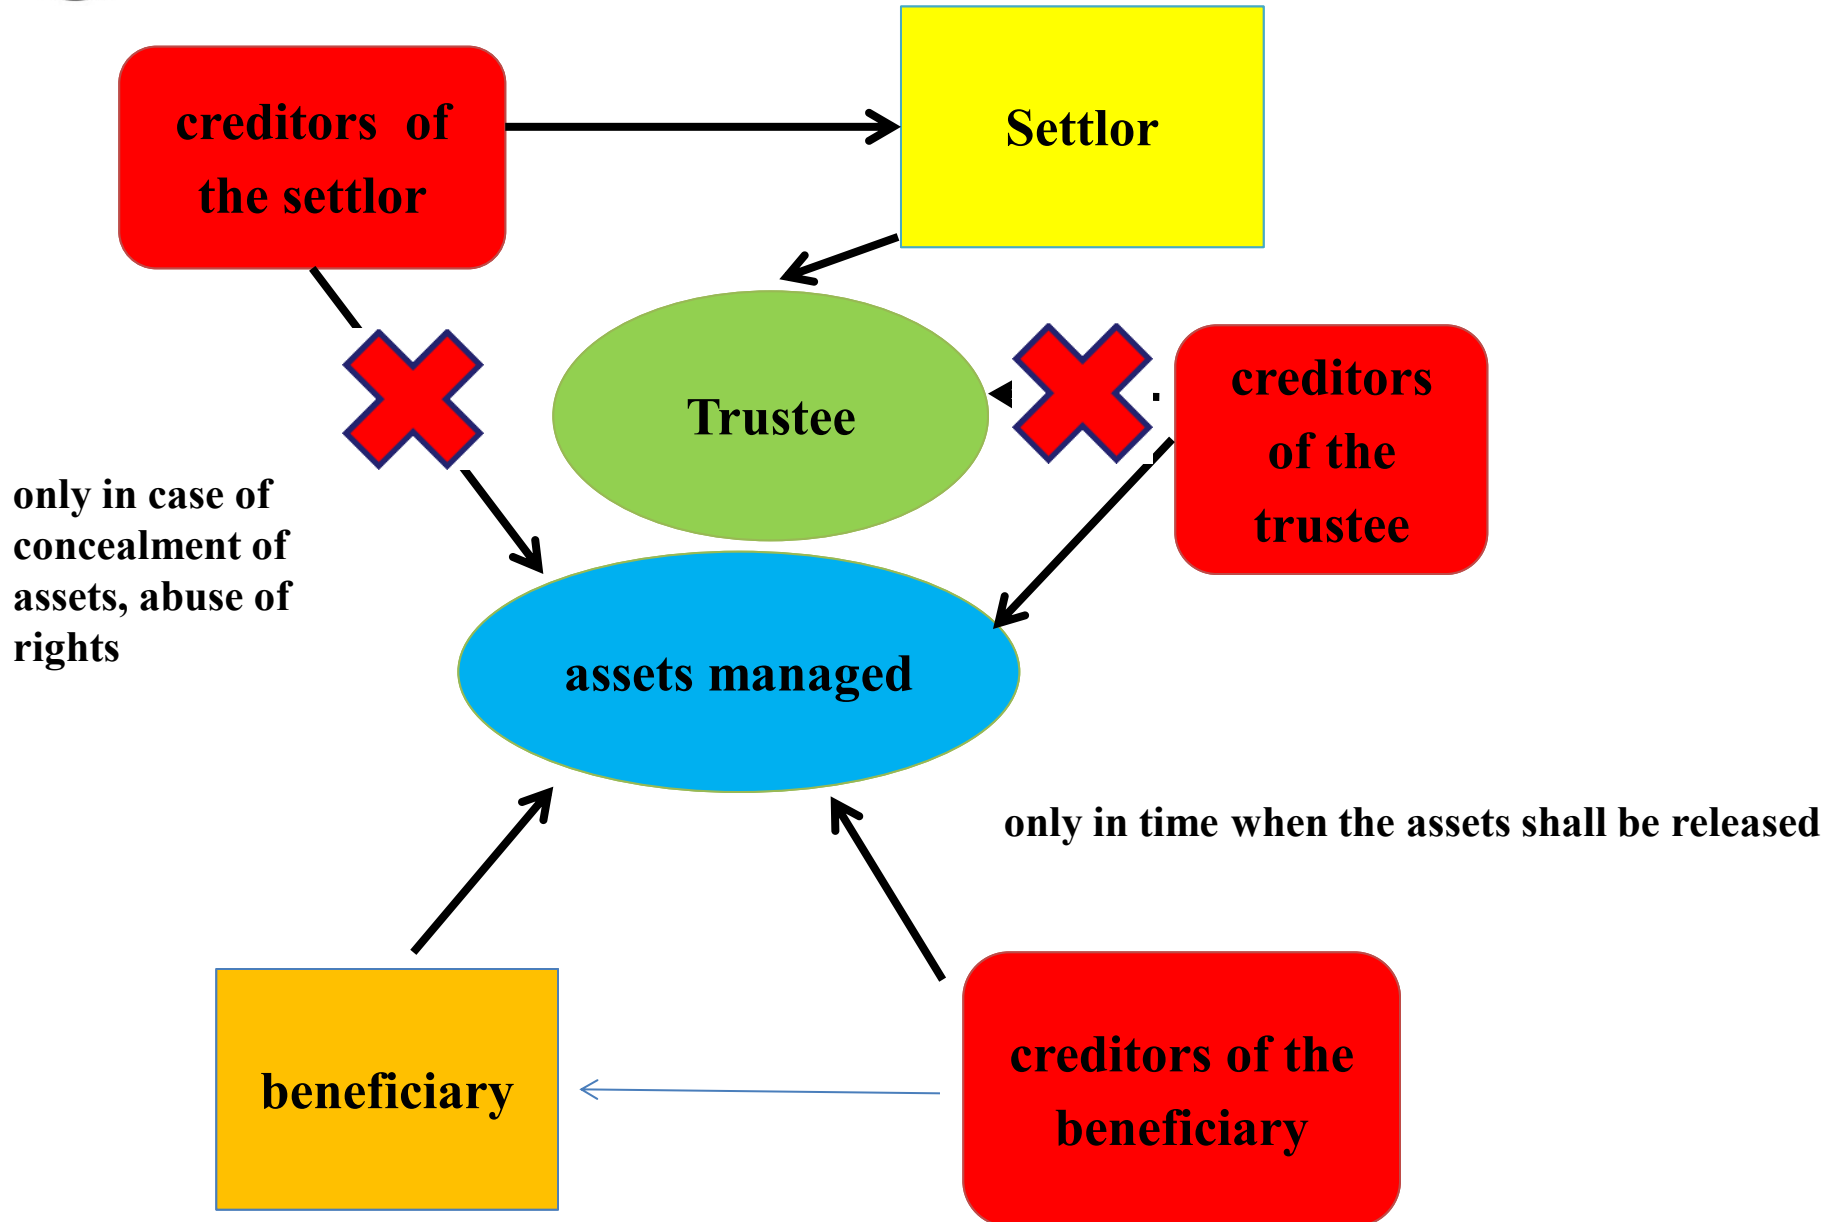 creditors of
the settlor
Settlor
Trustee
creditors
of the
trustee
only in case of
concealment of
assets, abuse of
rights
assets managed
only in time when the assets shall be released
beneficiary
creditors of the
beneficiary